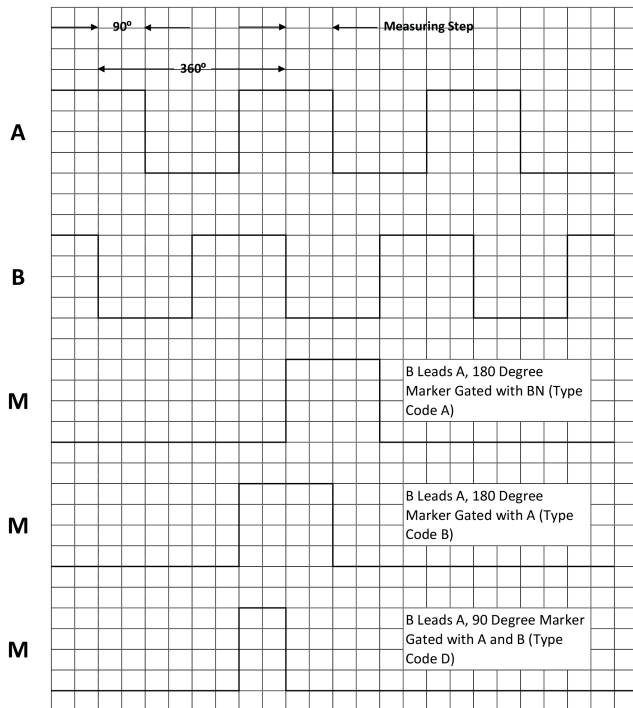 90º
Measuring Step
360º
A
B
M
B Leads A, 180 Degree
Marker Gated with BN (Type
Code A)
M
B Leads A, 180 Degree
Marker Gated with A (Type
Code B)
M
B Leads A, 90 Degree Marker
Gated with A and B (Type
Code D)